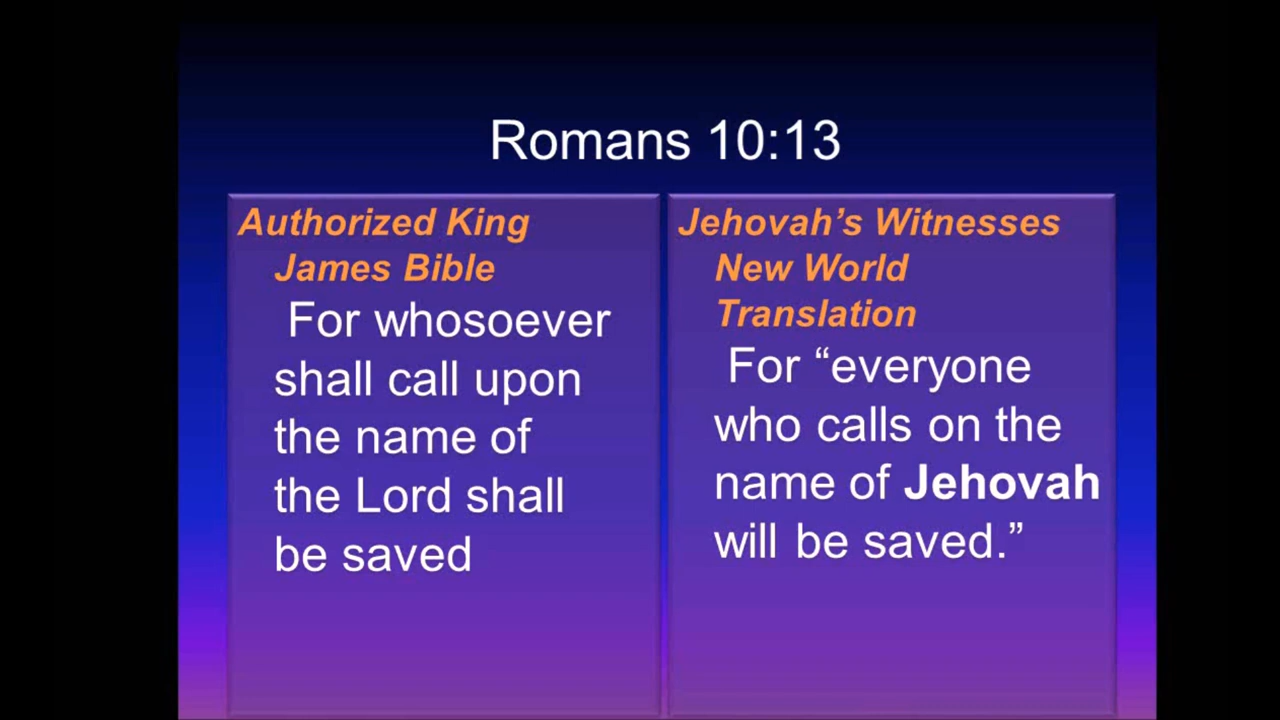 Romans 10:13
Authorized King
James Bible
For whosoever
shall call upon
the name of
the Lord shall
be saved
Jehovah’s Witnesses
New World
Translation
For “everyone
who calls on the
name of Jehovah
will be saved.”